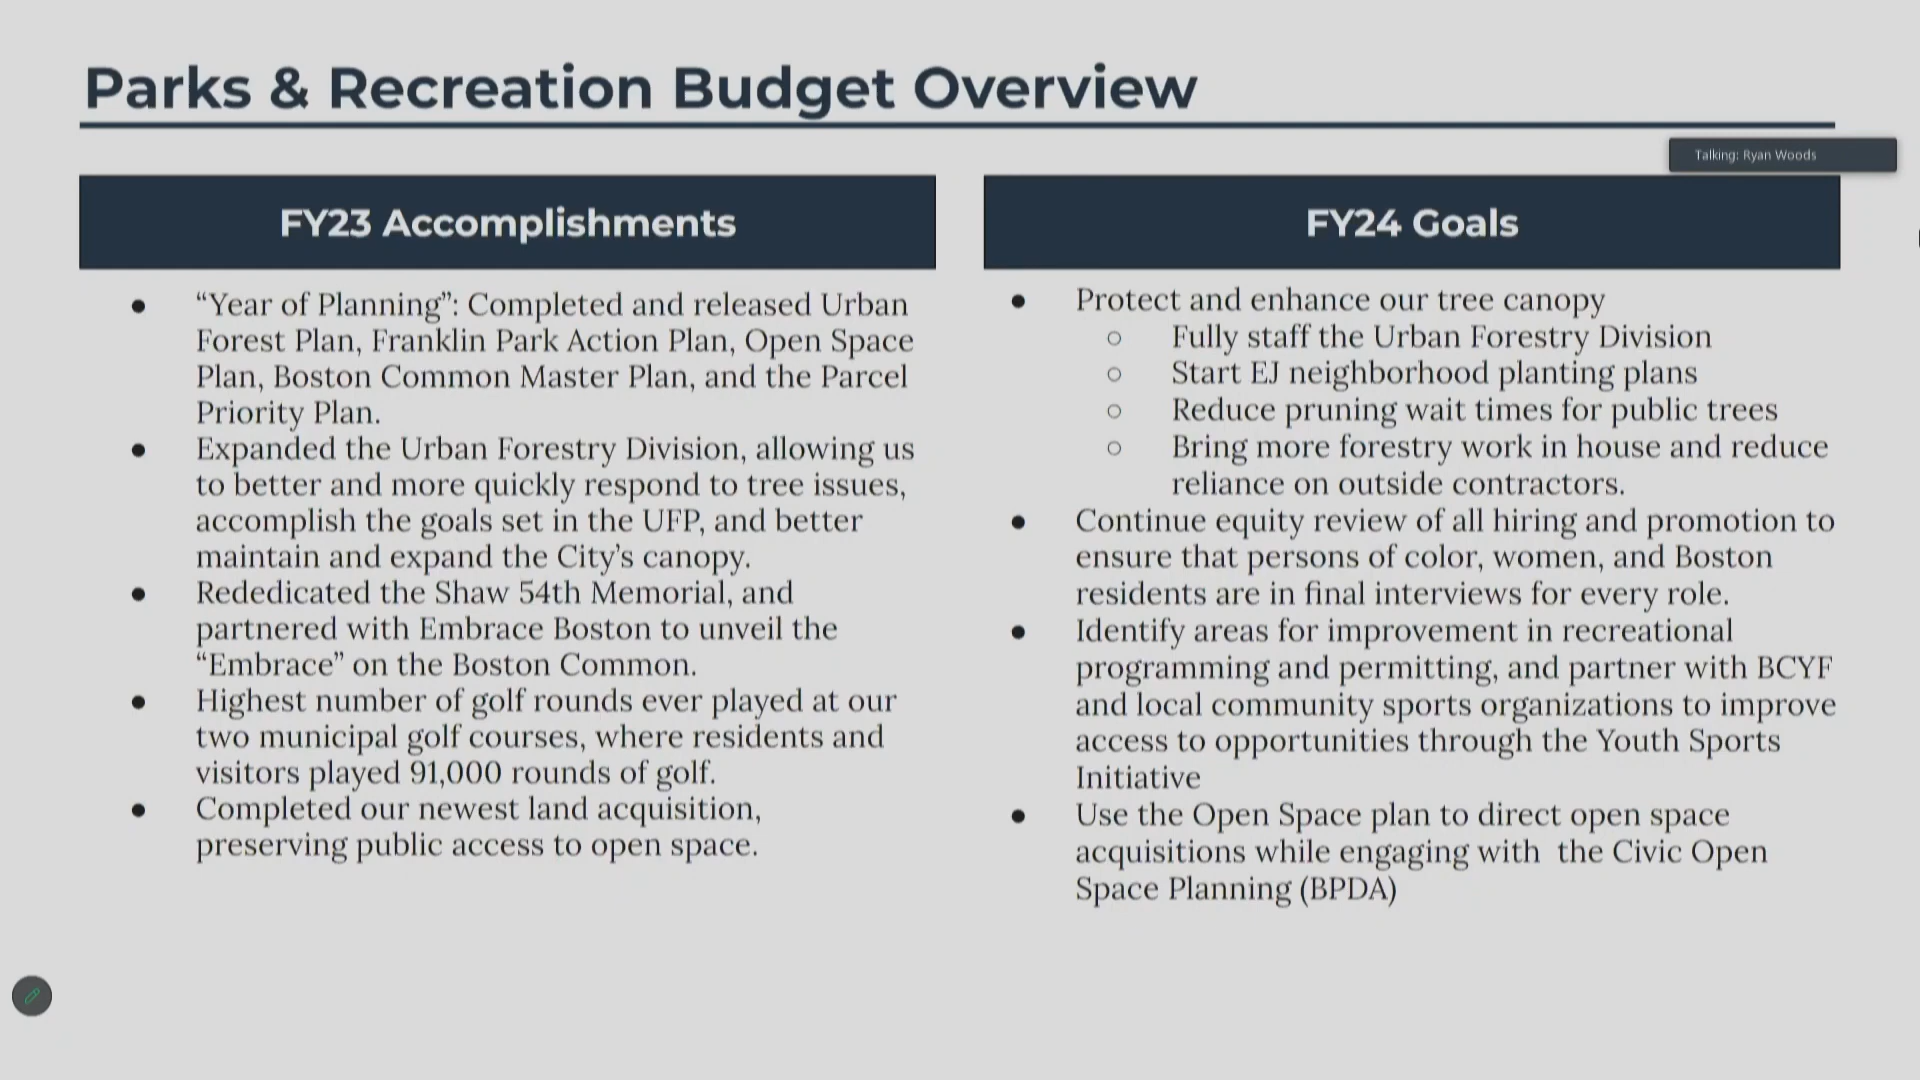 Parks & Recreation Budget Overview
Talking: Ryan Woods
FY23 Accomplishments
● “Year of Planning”: Completed and released Urban
Forest Plan, Franklin Park Action Plan, Open Space
Plan, Boston Common Master Plan, and the Parcel
Priority Plan.
● Expanded the Urban Forestry Division, allowing us
to better and more quickly respond to tree issues,
accomplish the goals set in the UFP, and better
maintain and expand the City’s canopy.
● Rededicated the Shaw 54th Memorial, and
partnered with Embrace Boston to unveil the
“Embrace” on the Boston Common.
● Highest number of golf rounds ever played at our
two municipal golf courses, where residents and
visitors played 91,000 rounds of golf.
● Completed our newest land acquisition,
preserving public access to open space.
FY24 Goals
● Protect and enhance our tree canopy
○ Fully staff the Urban Forestry Division
○ Start EJ neighborhood planting plans
○ Reduce pruning wait times for public trees
○ Bring more forestry work in house and reduce
reliance on outside contractors.
● Continue equity review of all hiring and promotion to
ensure that persons of color, women, and Boston
residents are in final interviews for every role.
● Identify areas for improvement in recreational
programming and permitting, and partner with BCYF
and local community sports organizations to improve
access to opportunities through the Youth Sports
Initiative
● Use the Open Space plan to direct open space
acquisitions while engaging with  the Civic Open
Space Planning (BPDA)